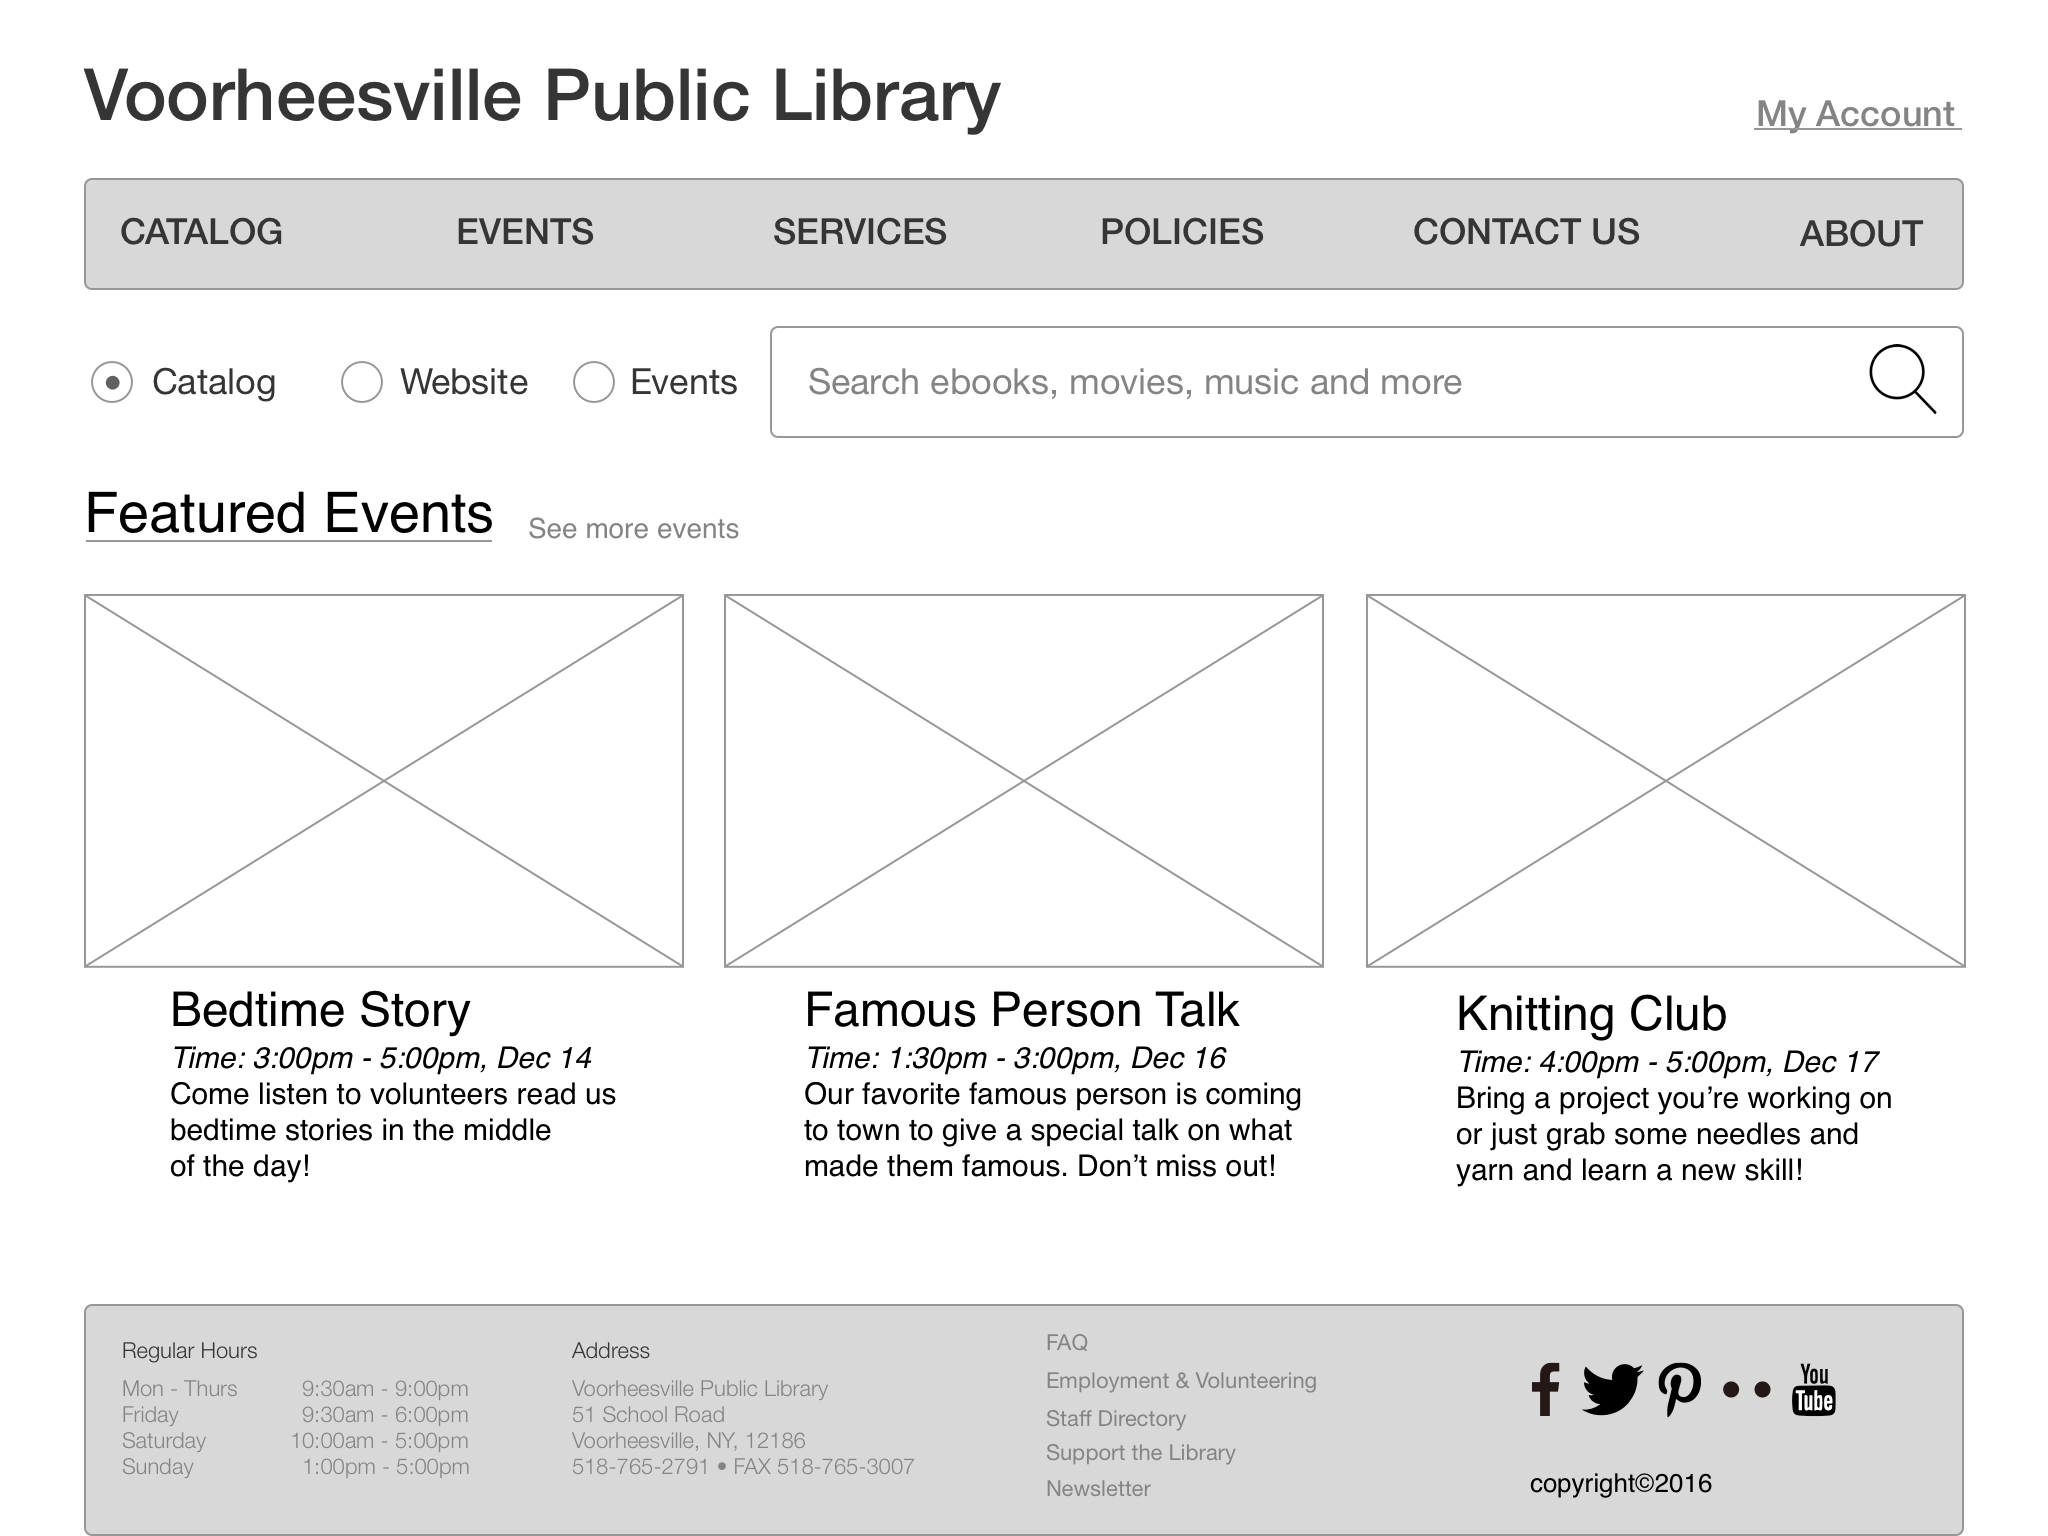 Voorheesville Public Library
My Account
CATALOG EVENTS SERVICES POLICIES CONTACT US ABOUT
Catalog Website Events Search ebooks, movies, music and more
Featured Events See more events
Bedtime Story
Time: 3:00pm - 5:00pm, Dec 14
Come listen to volunteers read us
bedtime stories in the middle
of the day!
Famous Person Talk
Time: 1:30pm - 3:00pm, Dec 16
Our favorite famous person is coming
to town to give a special talk on what
made them famous. Don’t miss out!
Knitting Club
Time: 4:00pm - 5:00pm, Dec 17
Bring a project you’re working on
or just grab some needles and
yarn and learn a new skill!
Regular Hours
Mon - Thurs 9:30am - 9:00pm
Friday 9:30am - 6:00pm
Saturday 10:00am - 5:00pm
Sunday 1:00pm - 5:00pm
Address
Voorheesville Public Library
51 School Road
Voorheesville, NY, 12186
518-765-2791 • FAX 518-765-3007
FAQ
Employment & Volunteering
Staff Directory
Support the Library
Newsletter
You
Tube
copyright©2016